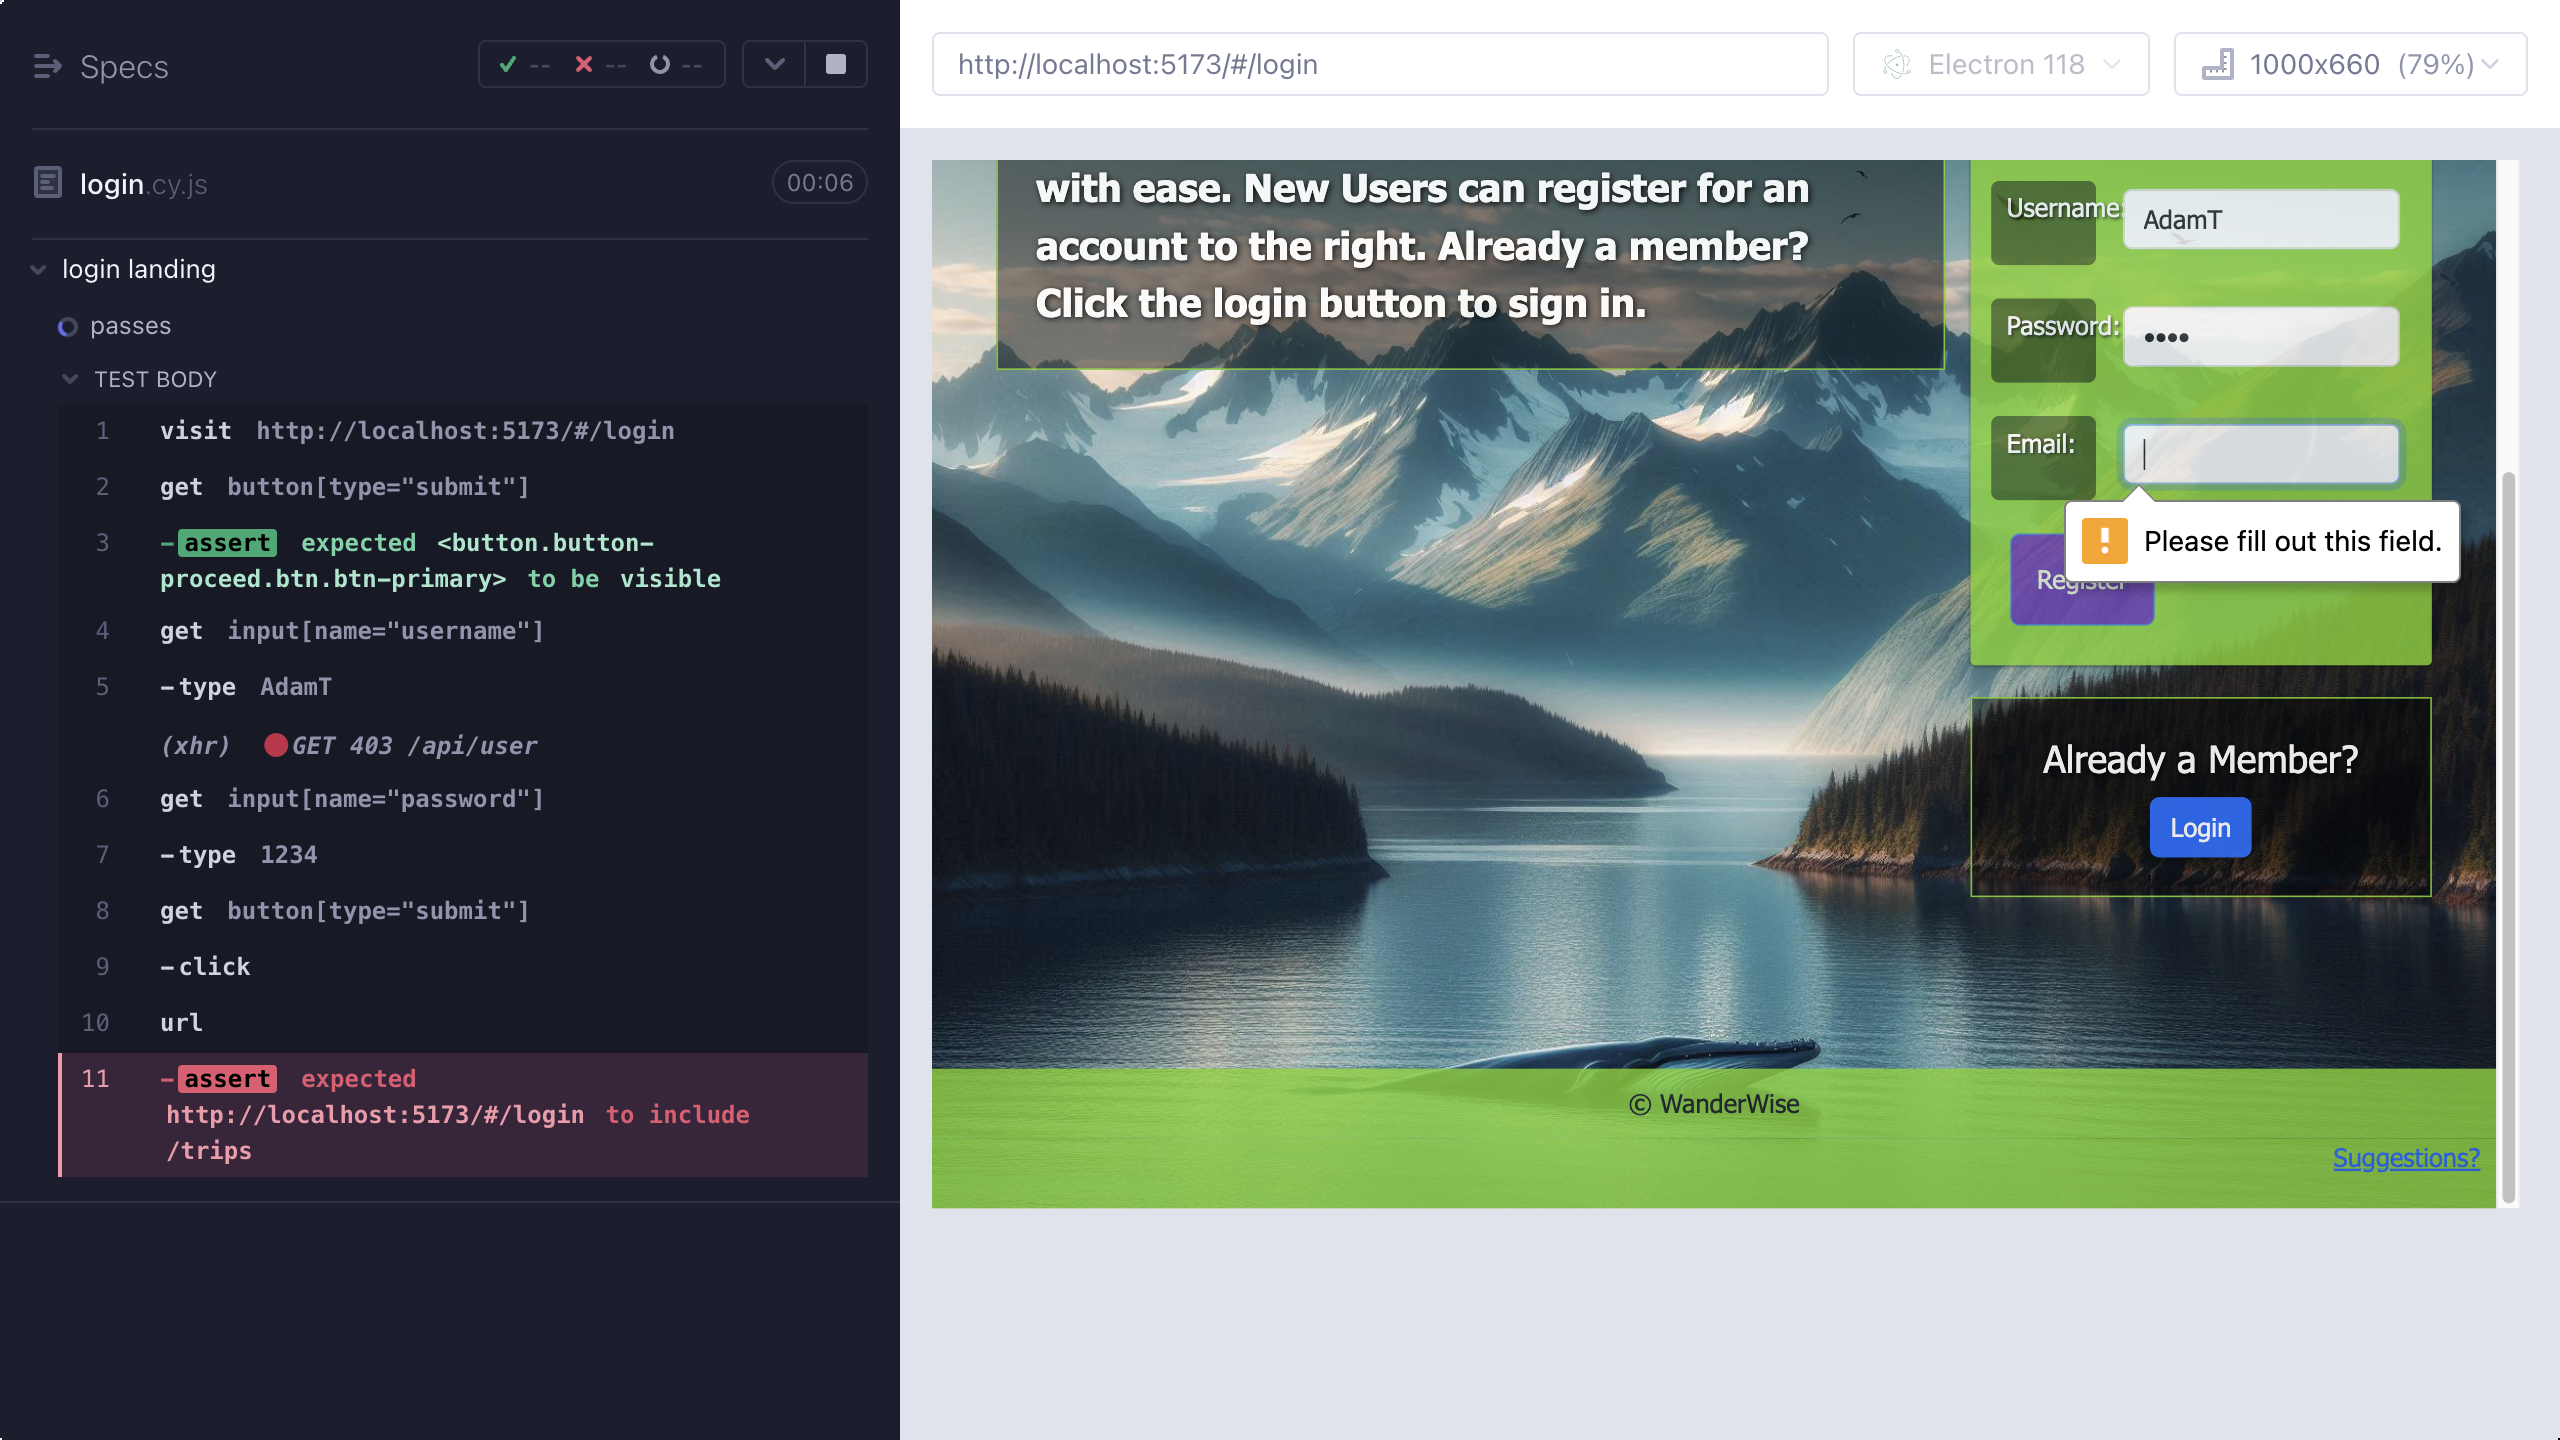 Specs
-- -- --
login.cy.js
00:06
login landing
passes
TEST BODY
1 visit http://localhost:5173/#/login
2 get button[type="submit"]
3 -assert expected <button.button-
proceed.btn.btn-primary> to be visible
4 get input[name="username"]
5 -type AdamT
(xhr) GET 403 /api/user
6 get input[name="password"]
7 -type 1234
8 get button[type="submit"]
9 -click
10 url
11 -assert expected
http://localhost:5173/#/login to include
/trips
http://localhost:5173/#/login
Electron 118
1000x660 (79%)
with ease. New Users can register for an
account to the right. Already a member?
Click the login button to sign in.
Username:
AdamT
Password:
••••
Email:
Please fill out this field.
Register
Already a Member?
Login
© WanderWise
Suggestions?